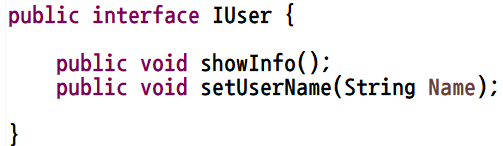 public interface IUser {
public void showInfo();
public void setUserName(String Name);
}